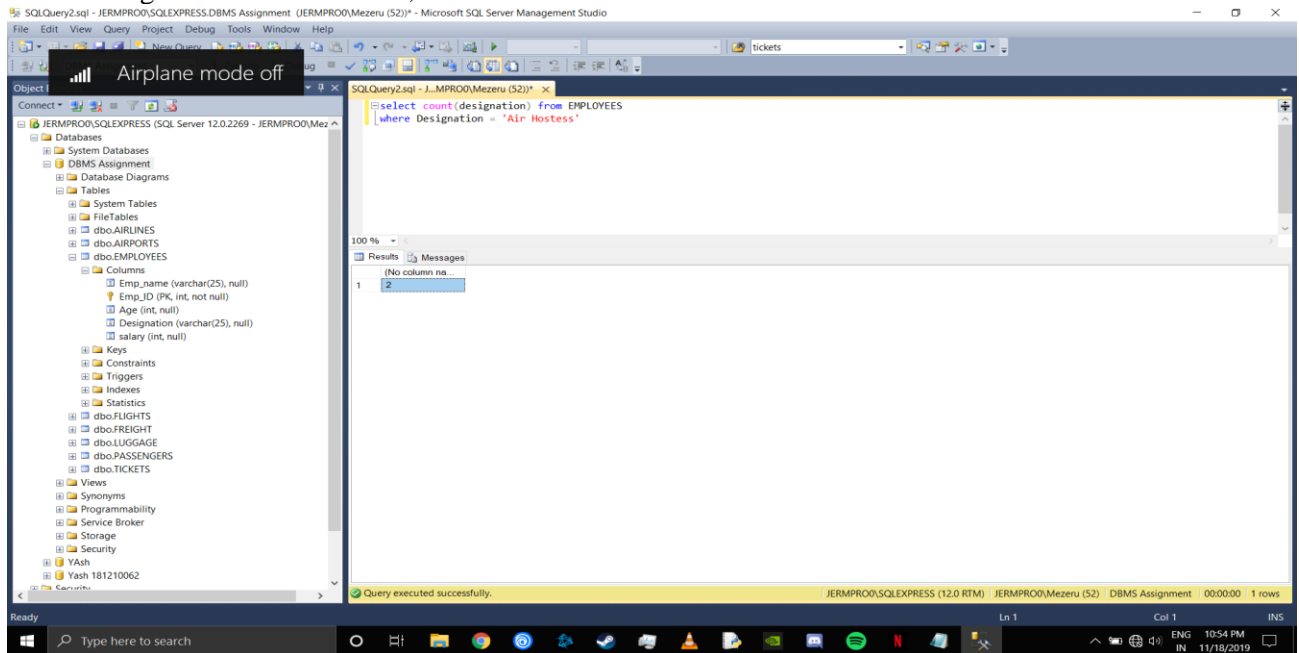 SQLQuery2.sql - JERMPRO0\SQLEXPRESS.DBMS Assignment (JERMPRO0\Mezeru (52))* - Microsoft SQL Server Management Studio
File Edit View Query Project Debug Tools Window Help
New Query
tickets
Airplane mode off
Object
SQLQuery2.sql - J...MPRO0\Mezeru (52))*
Connect
select count(designation) from EMPLOYEES
where Designation = 'Air Hostess'
JERMPRO0\SQLEXPRESS (SQL Server 12.0.2269 - JERMPRO0\Mez
Databases
System Databases
DBMS Assignment
Database Diagrams
Tables
System Tables
FileTables
dbo.AIRLINES
dbo.AIRPORTS
dbo.EMPLOYEES
Columns
Emp_name (varchar(25), null)
Emp_ID (PK, int, not null)
Age (int, null)
Designation (varchar(25), null)
salary (int, null)
Keys
Constraints
Triggers
Indexes
Statistics
dbo.FLIGHTS
dbo.FREIGHT
dbo.LUGGAGE
dbo.PASSENGERS
dbo.TICKETS
Views
Synonyms
Programmability
Service Broker
Storage
Security
YAsh
Yash 181210062
Security
100 %
Results Messages
(No column na...
1 2
Query executed successfully. JERMPRO0\SQLEXPRESS (12.0 RTM) JERMPRO0\Mezeru (52) DBMS Assignment 00:00:00 1 rows
Ready Ln 1 Col 1 INS
Type here to search
ENG 10:54 PM
IN 11/18/2019